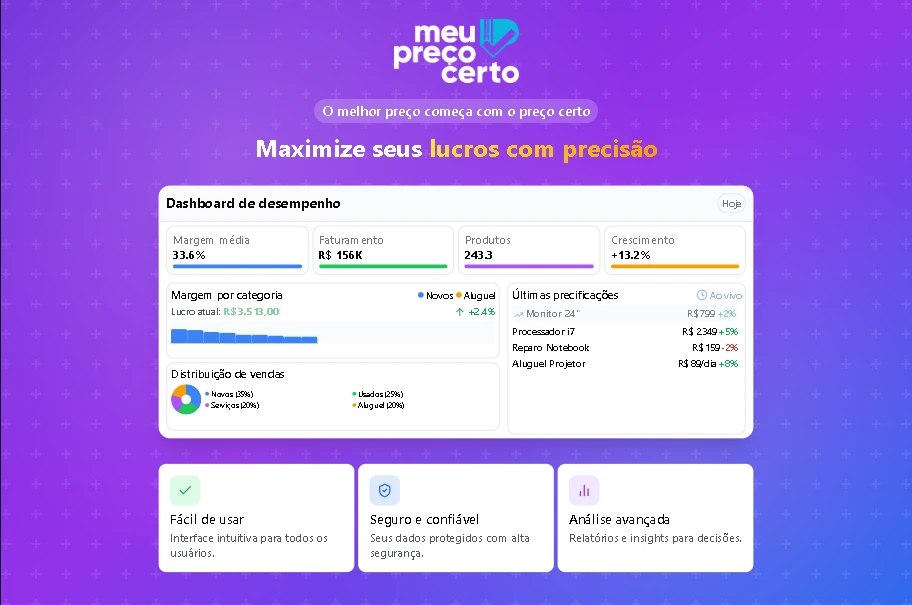 meu
preço
certo
O melhor preço começa com o preço certo
Maximize seus lucros com precisão
Dashboard de desempenho
Hoje
Margem média
33.6%
Faturamento
R$ 156K
Produtos
243.3
Crescimento
+13.2%
Margem por categoria
Novos Aluguel
Lucro atual: R$3.513,00
↑ +2.4%
Distribuição de vendas
Novos (35%)
Usados (25%)
Serviços (20%)
Aluguel (20%)
Últimas precificações
Ao vivo
Monitor 24" R$799 +2%
Processador i7 R$ 2349 +5%
Reparo Notebook R$ 159 -2%
Aluguel Projetor R$ 89/dia +8%
Fácil de usar
Interface intuitiva para todos os
usuários.
Seguro e confiável
Seus dados protegidos com alta
segurança.
Análise avançada
Relatórios e insights para decisões.